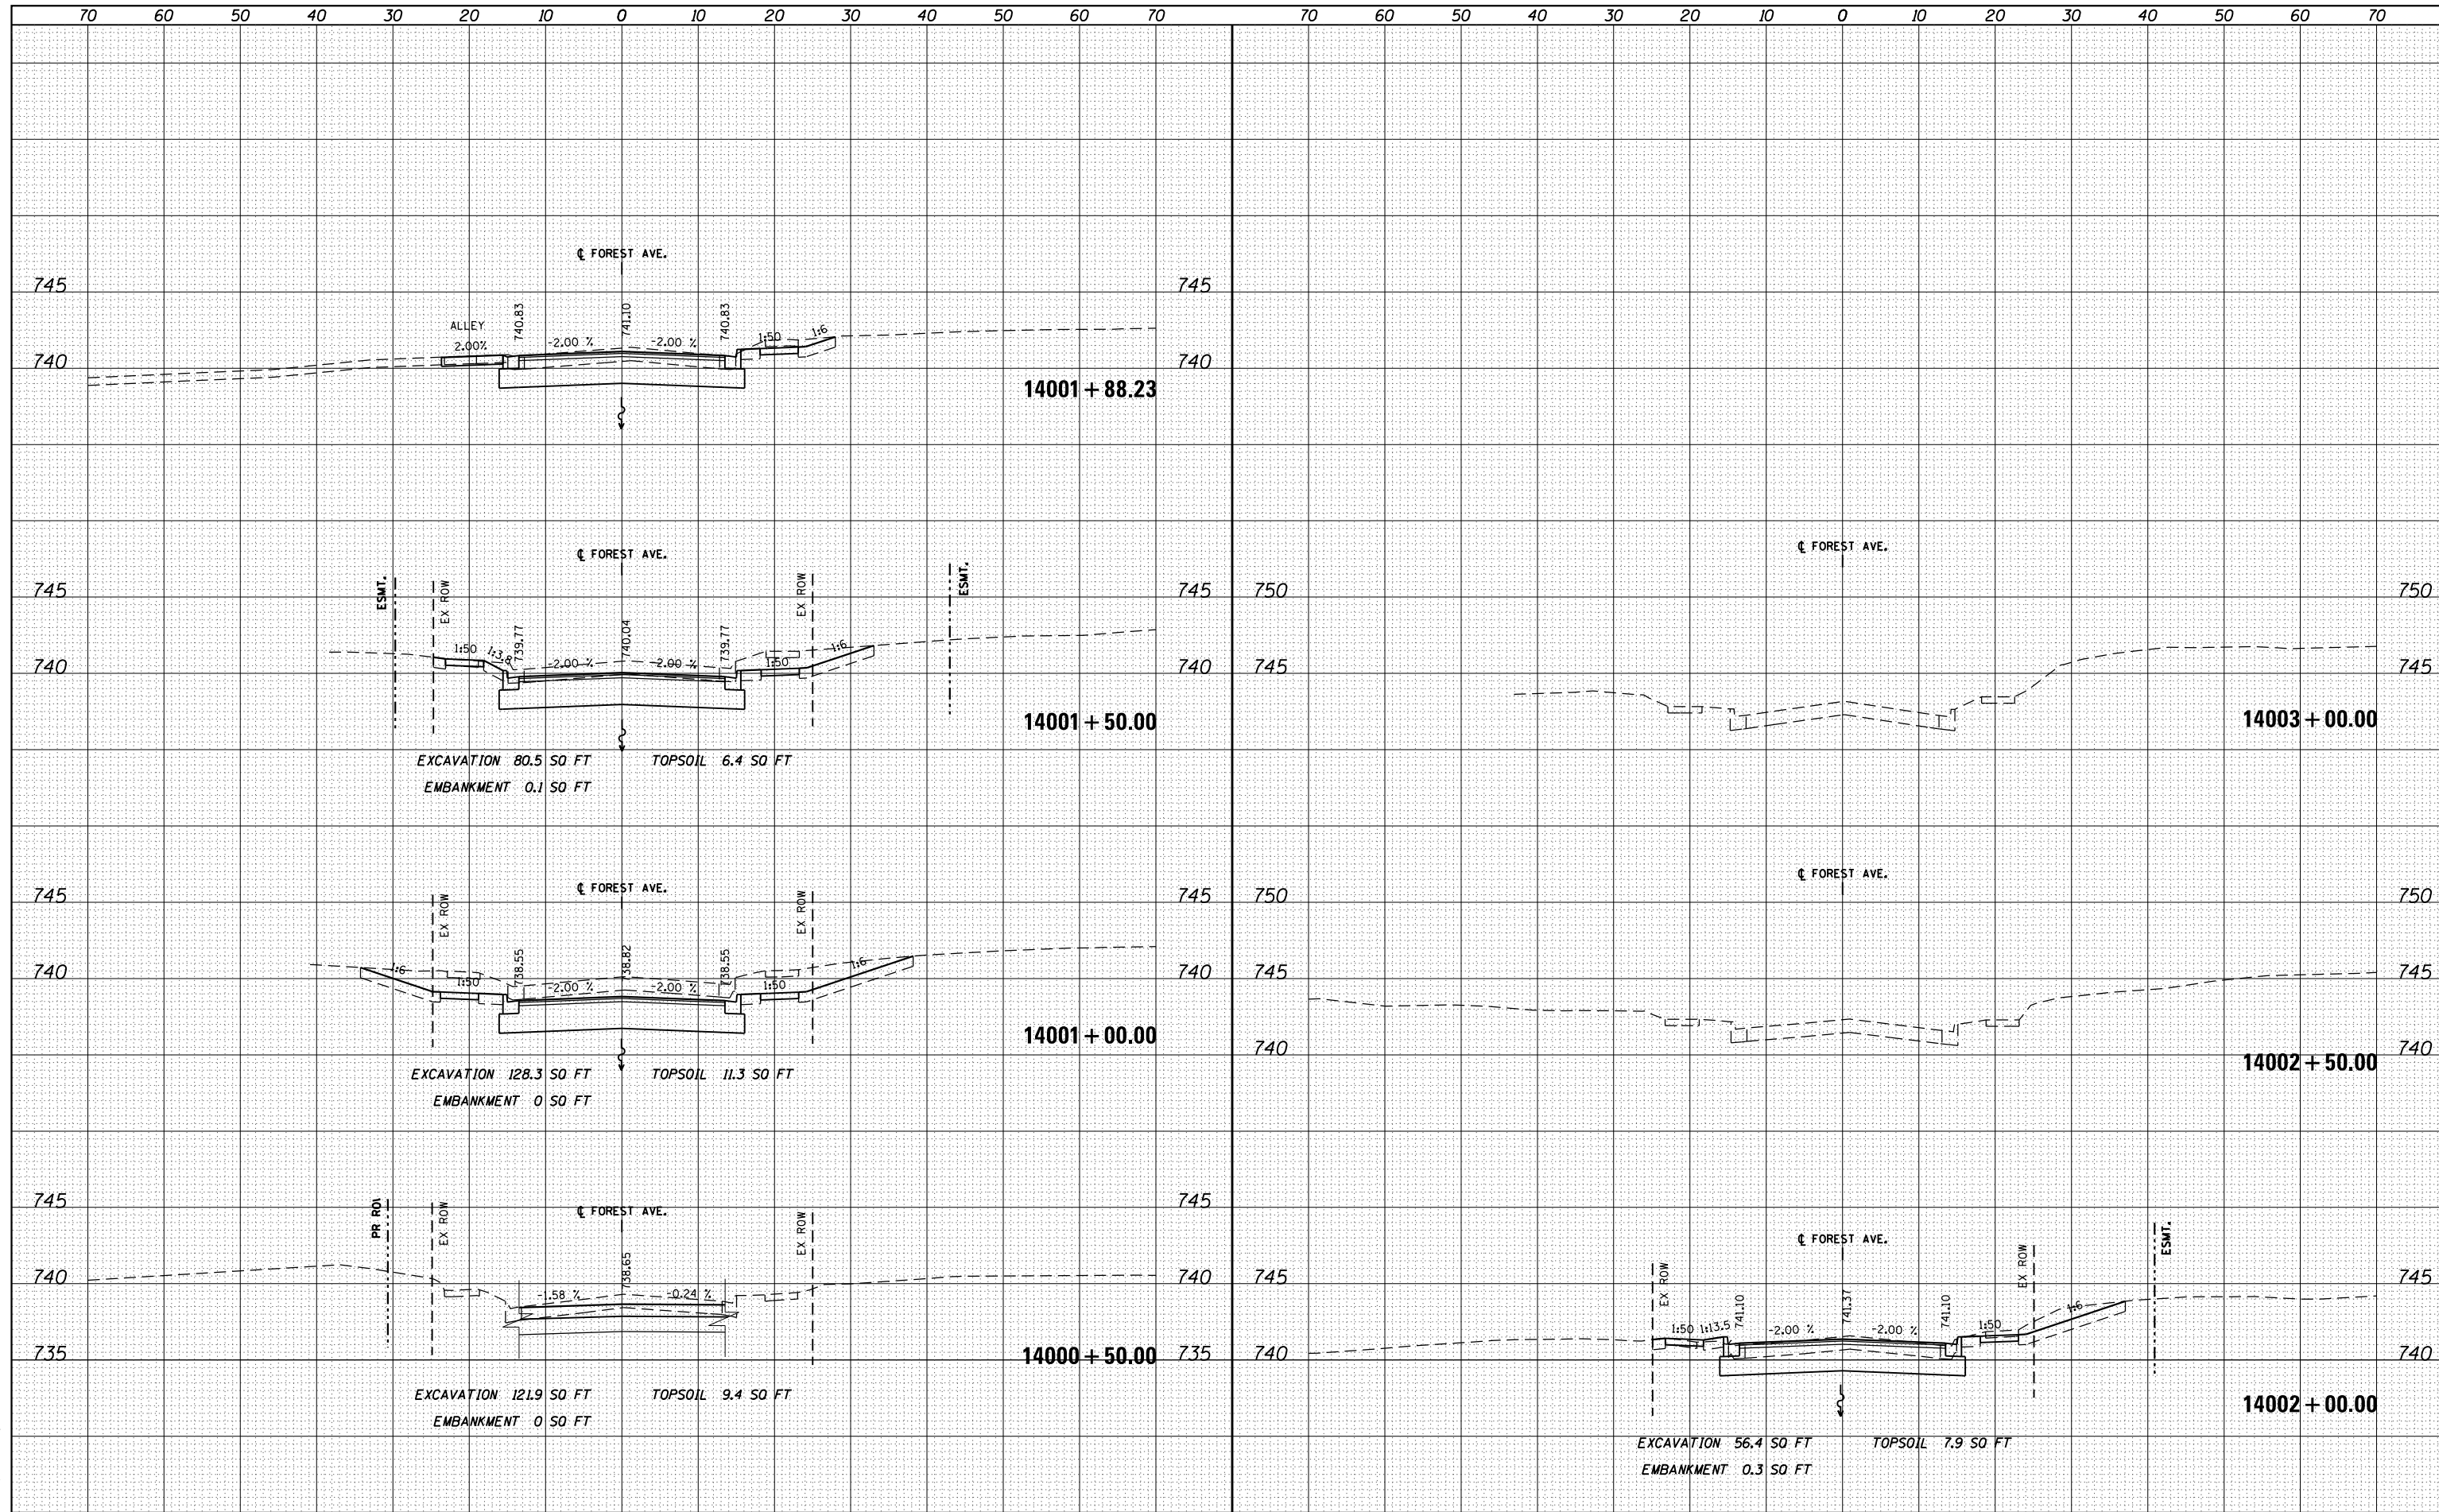 70 60 50 40 30 20 10 0 10 20 30 40 50 60 70 70 60 50 40 30 20 10 0 10 20 30 40 50 60 70
℄ FOREST AVE.
745 745
740.83 741.10 740.83
ALLEY
2.00% -2.00 % -2.00 % 1:50 1:6
740 740
14001+88.23
℄ FOREST AVE.
ESMT. EX ROW EX ROW ESMT.
745 745
739.77 740.04 739.77
1:50 1:3.8 -2.00 % 2.00 % 1:50 1:6
740 740
14001+50.00
EXCAVATION 80.5 SQ FT TOPSOIL 6.4 SQ FT
EMBANKMENT 0.1 SQ FT
℄ FOREST AVE.
EX ROW EX ROW
745 745
38.55 38.82 38.55
1:6 1:50 -2.00 % -2.00 % 1:50 1:6
740 740
14001+00.00
EXCAVATION 128.3 SQ FT TOPSOIL 11.3 SQ FT
EMBANKMENT 0 SQ FT
℄ FOREST AVE.
PR RO EX ROW EX ROW
745 745
738.65
740 740
-1.58 % -0.24 %
735 735
14000+50.00
EXCAVATION 121.9 SQ FT TOPSOIL 9.4 SQ FT
EMBANKMENT 0 SQ FT
℄ FOREST AVE.
750 750
745 745
14003+00.00
℄ FOREST AVE.
750 750
745 745
740 740
14002+50.00
℄ FOREST AVE.
EX ROW EX ROW ESMT.
745 745
741.10 741.37 741.10
1:50 1:13.5 -2.00 % -2.00 % 1:50 1:6
740 740
14002+00.00
EXCAVATION 56.4 SQ FT TOPSOIL 7.9 SQ FT
EMBANKMENT 0.3 SQ FT